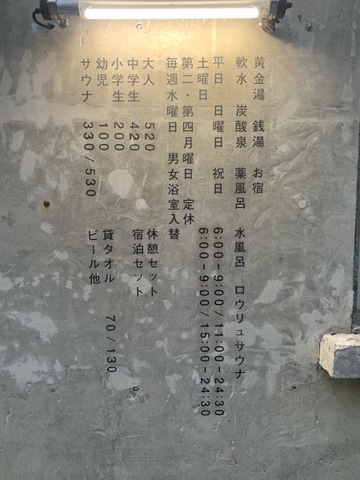 黄金湯 銭湯 お宿
軟水 炭酸泉 薬風呂 水風呂 ロウリュサウナ
平日 日曜日 祝日 6:00-9:00/11:00-24:30
土曜日 6:00-9:00/15:00-24:30
第二・第四月曜日 定休
毎週水曜日 男女浴室入替
大人 520 休憩セット
中学生 420 宿泊セット
小学生 200
幼児 100 貸タオル 70/130
サウナ 330/530 ビール他